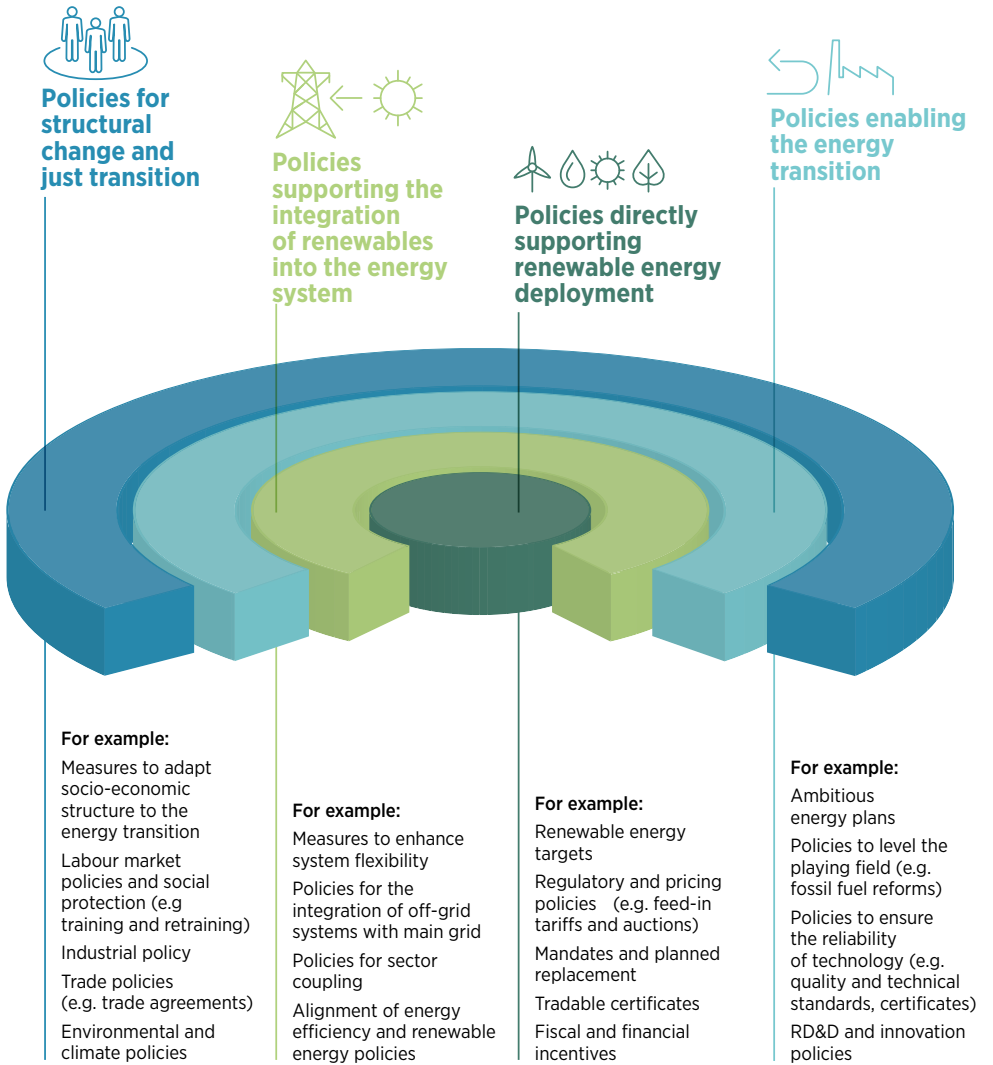 Policies for
structural
change and
just transition
Policies
supporting the
integration
of renewables
into the energy
system
Policies directly
supporting
renewable energy
deployment
Policies enabling
the energy
transition
For example:
Measures to adapt
socio-economic
structure to the
energy transition
Labour market
policies and social
protection (e.g
training and retraining)
Industrial policy
Trade policies
(e.g. trade agreements)
Environmental and
climate policies
For example:
Measures to enhance
system flexibility
Policies for the
integration of off-grid
systems with main grid
Policies for sector
coupling
Alignment of energy
efficiency and renewable
energy policies
For example:
Renewable energy
targets
Regulatory and pricing
policies (e.g. feed-in
tariffs and auctions)
Mandates and planned
replacement
Tradable certificates
Fiscal and financial
incentives
For example:
Ambitious
energy plans
Policies to level the
playing field (e.g.
fossil fuel reforms)
Policies to ensure
the reliability
of technology (e.g.
quality and technical
standards, certificates)
RD&D and innovation
policies